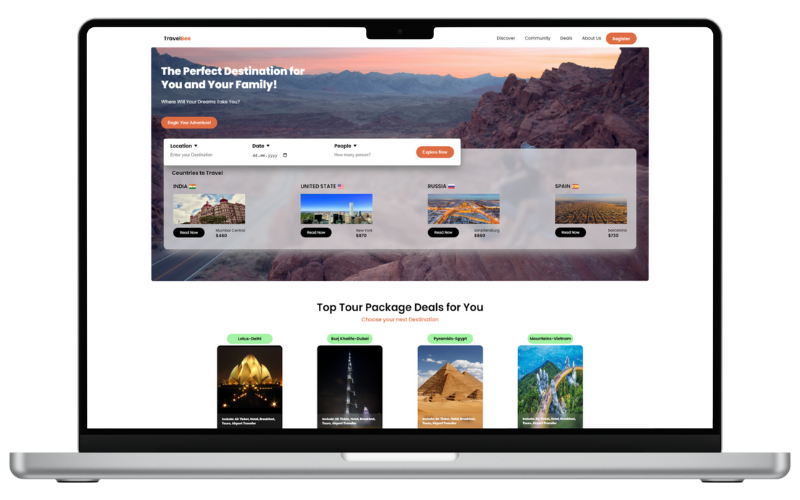 TravelBee
Discover Community Deals About Us Register
The Perfect Destination for
You and Your Family!
Where Will Your Dreams Take You?
Begin Your Adventure!
Location Date People
Enter your Destination How many person? Explore Now
Countries to Travel
INDIA UNITED STATE RUSSIA SPAIN
Read Now Mumbai Central Read Now New York Read Now Read Now Barcelona
$460 $870 $860 $730
Top Tour Package Deals for You
Choose your next Destination
Lotus-Delhi Burj Khalifa-Dubai Pyramids-Egypt Mountains-Vietnam
Include: Air Ticket, Hotel, Breakfast, Include: Air Ticket, Hotel, Breakfast, Include: Air Ticket, Hotel, Breakfast, Include: Air Ticket, Hotel, Breakfast,
Tours, Airport Transfer Tours, Airport Transfer Tours, Airport Transfer Tours, Airport Transfer